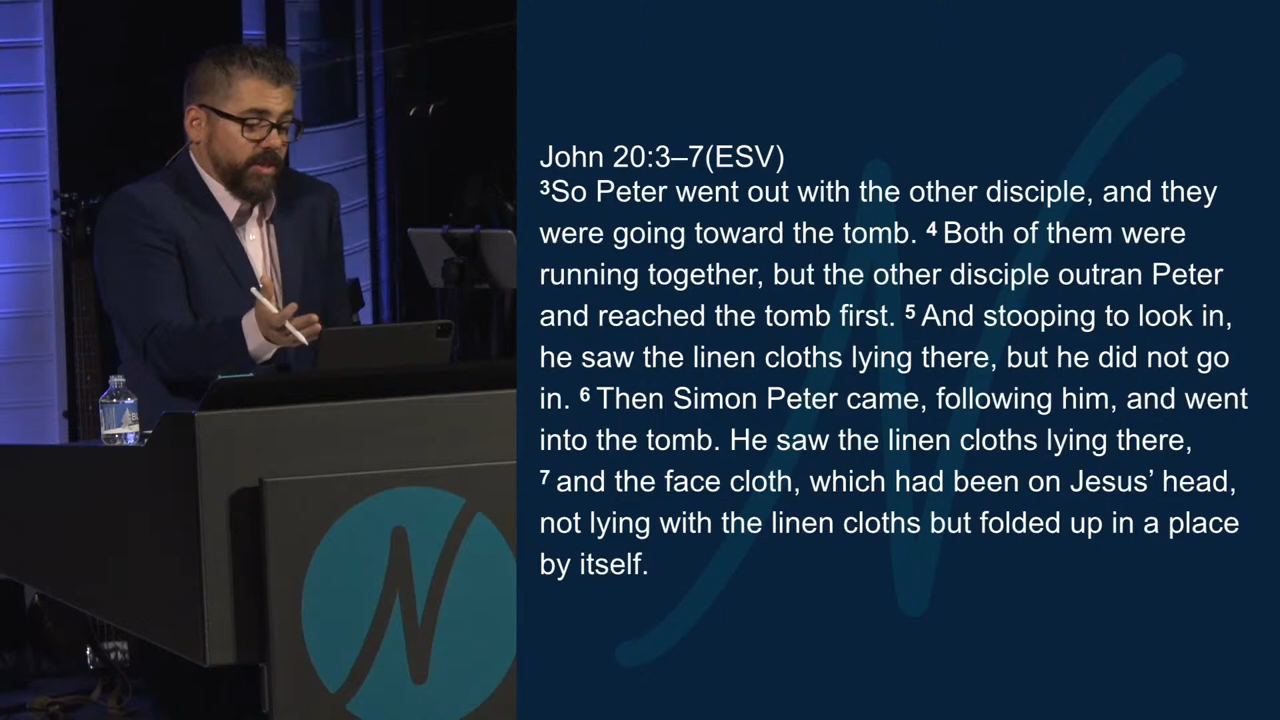 John 20:3–7(ESV)
³So Peter went out with the other disciple, and they
were going toward the tomb. ⁴ Both of them were
running together, but the other disciple outran Peter
and reached the tomb first. ⁵ And stooping to look in,
he saw the linen cloths lying there, but he did not go
in. ⁶ Then Simon Peter came, following him, and went
into the tomb. He saw the linen cloths lying there,
⁷ and the face cloth, which had been on Jesus’ head,
not lying with the linen cloths but folded up in a place
by itself.
N